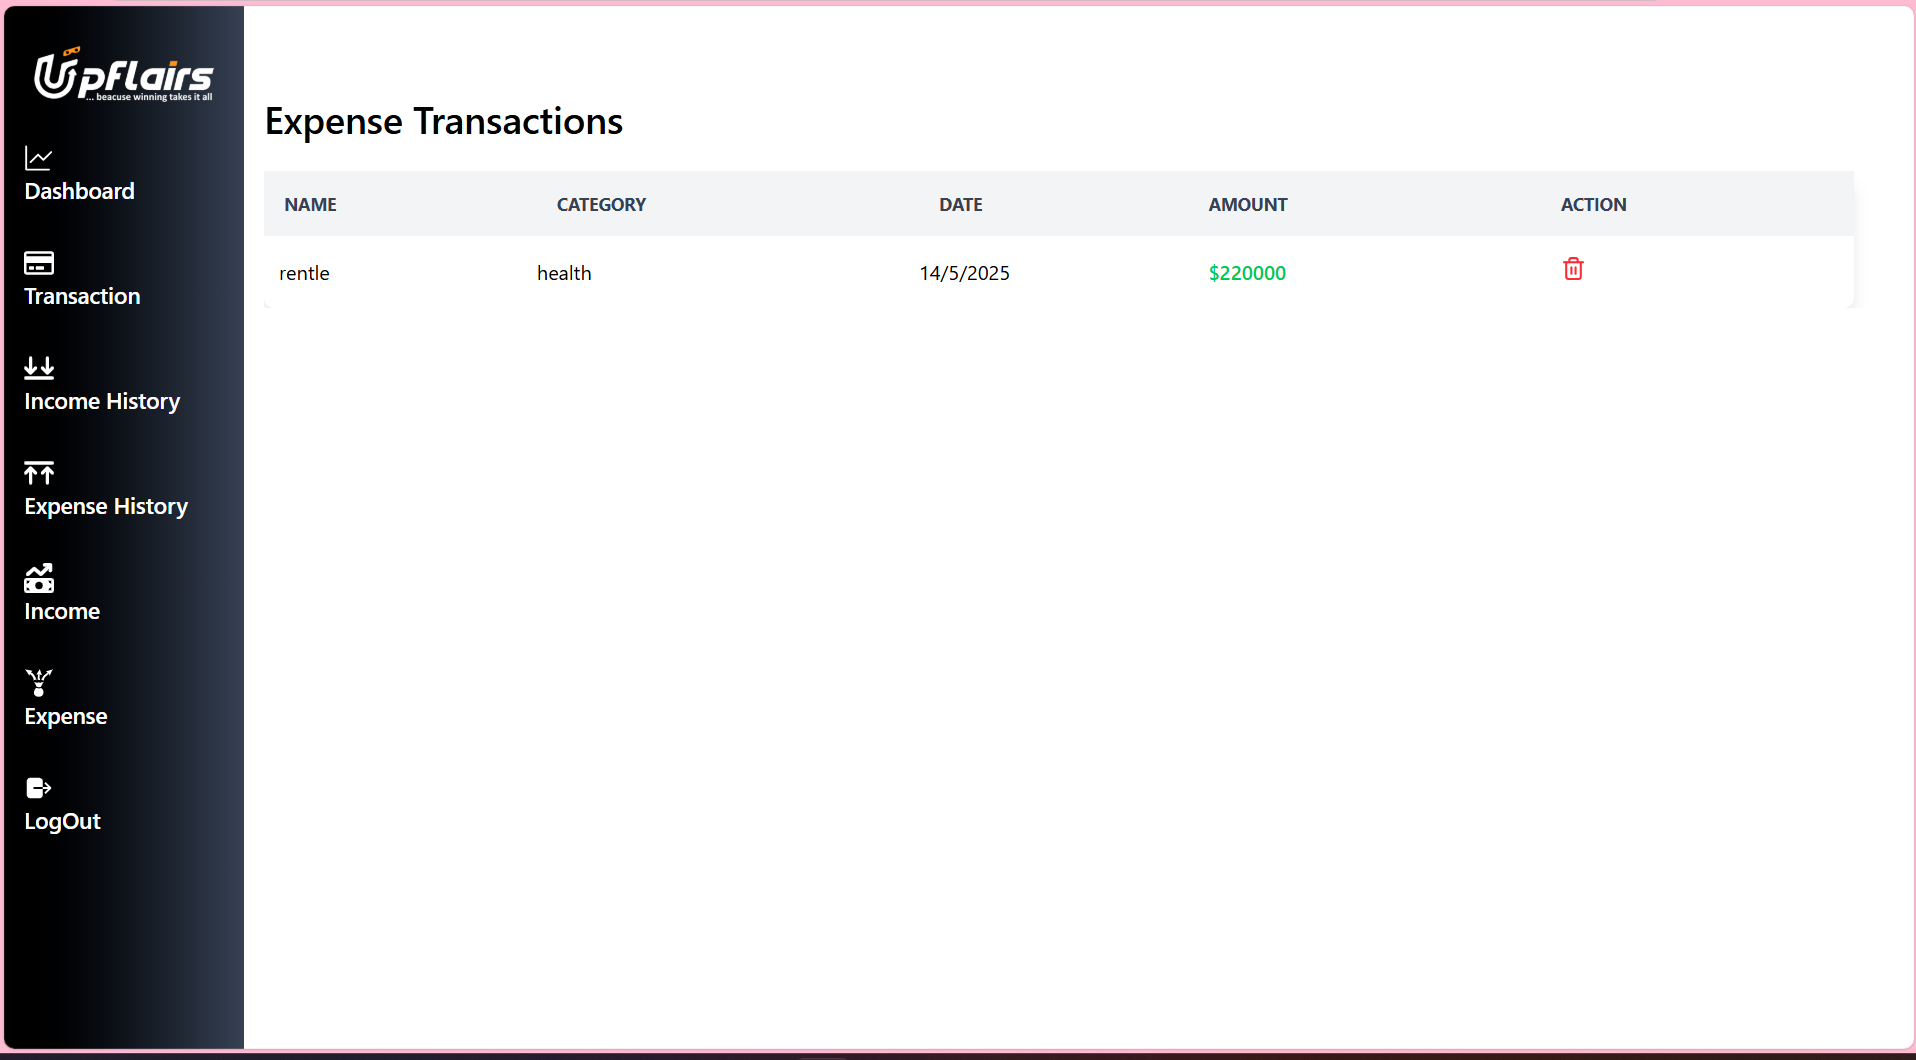 Upflairs
... beacuse winning takes it all
Dashboard
Transaction
Income History
Expense History
Income
Expense
LogOut
Expense Transactions
NAME CATEGORY DATE AMOUNT ACTION
rentle health 14/5/2025 $220000